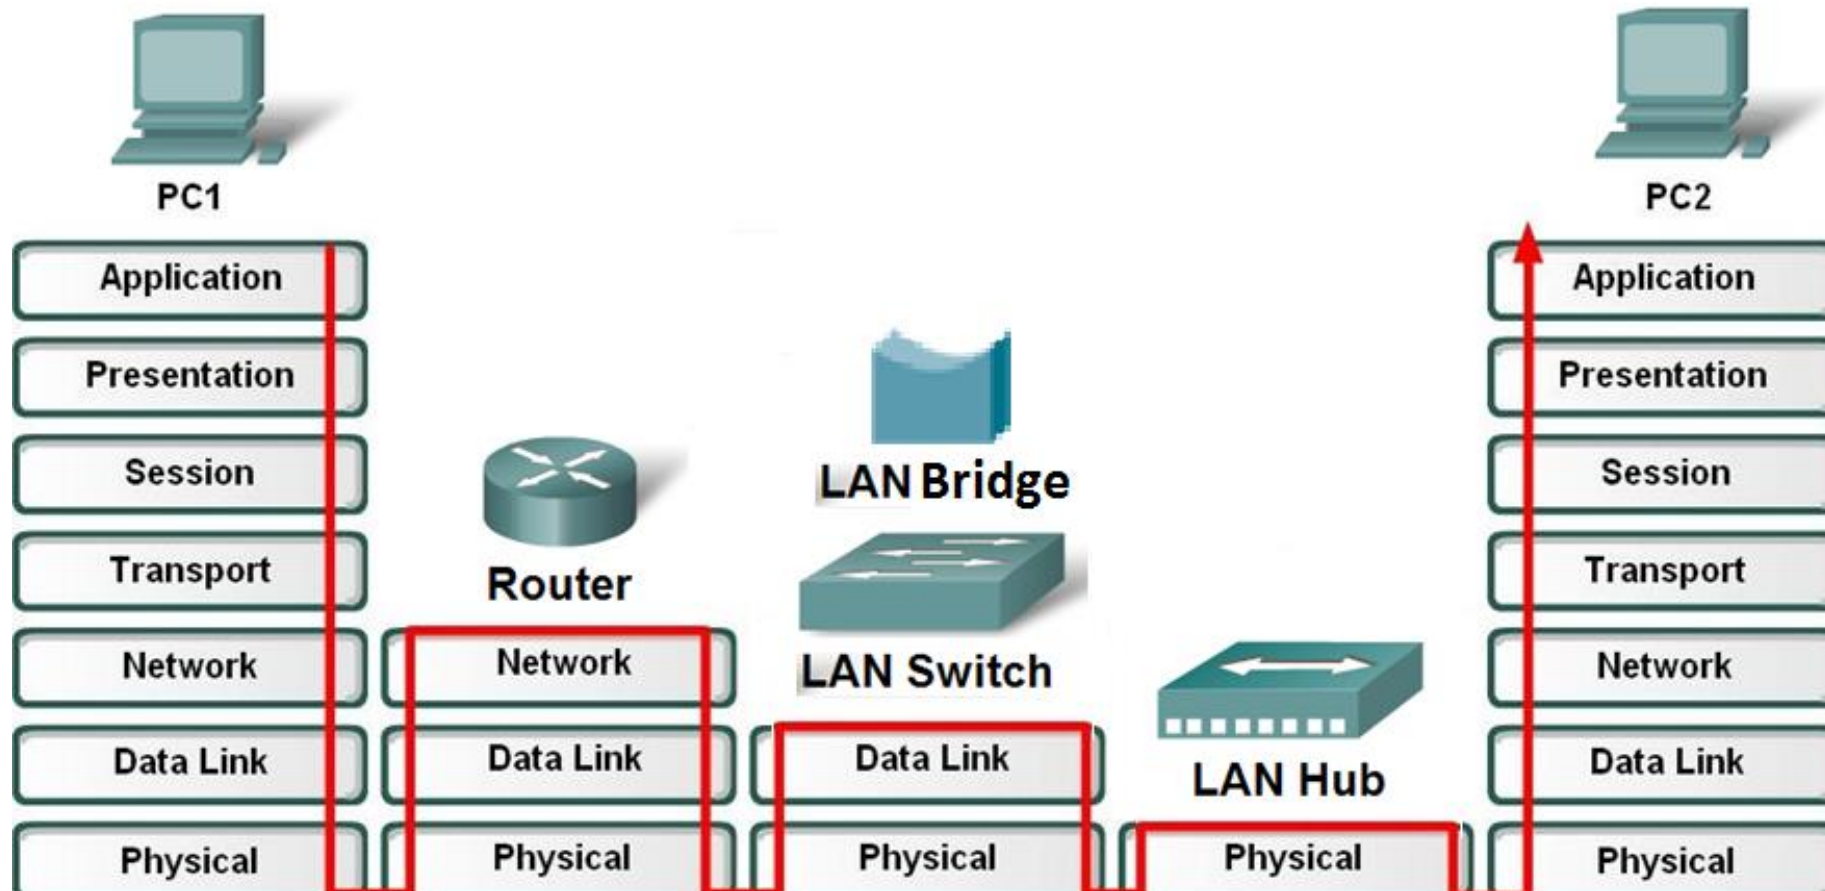 PC1
Application
Presentation
Session
Transport
Network
Data Link
Physical
Router
Network
Data Link
Physical
LAN Bridge
LAN Switch
Data Link
Physical
LAN Hub
Physical
PC2
Application
Presentation
Session
Transport
Network
Data Link
Physical